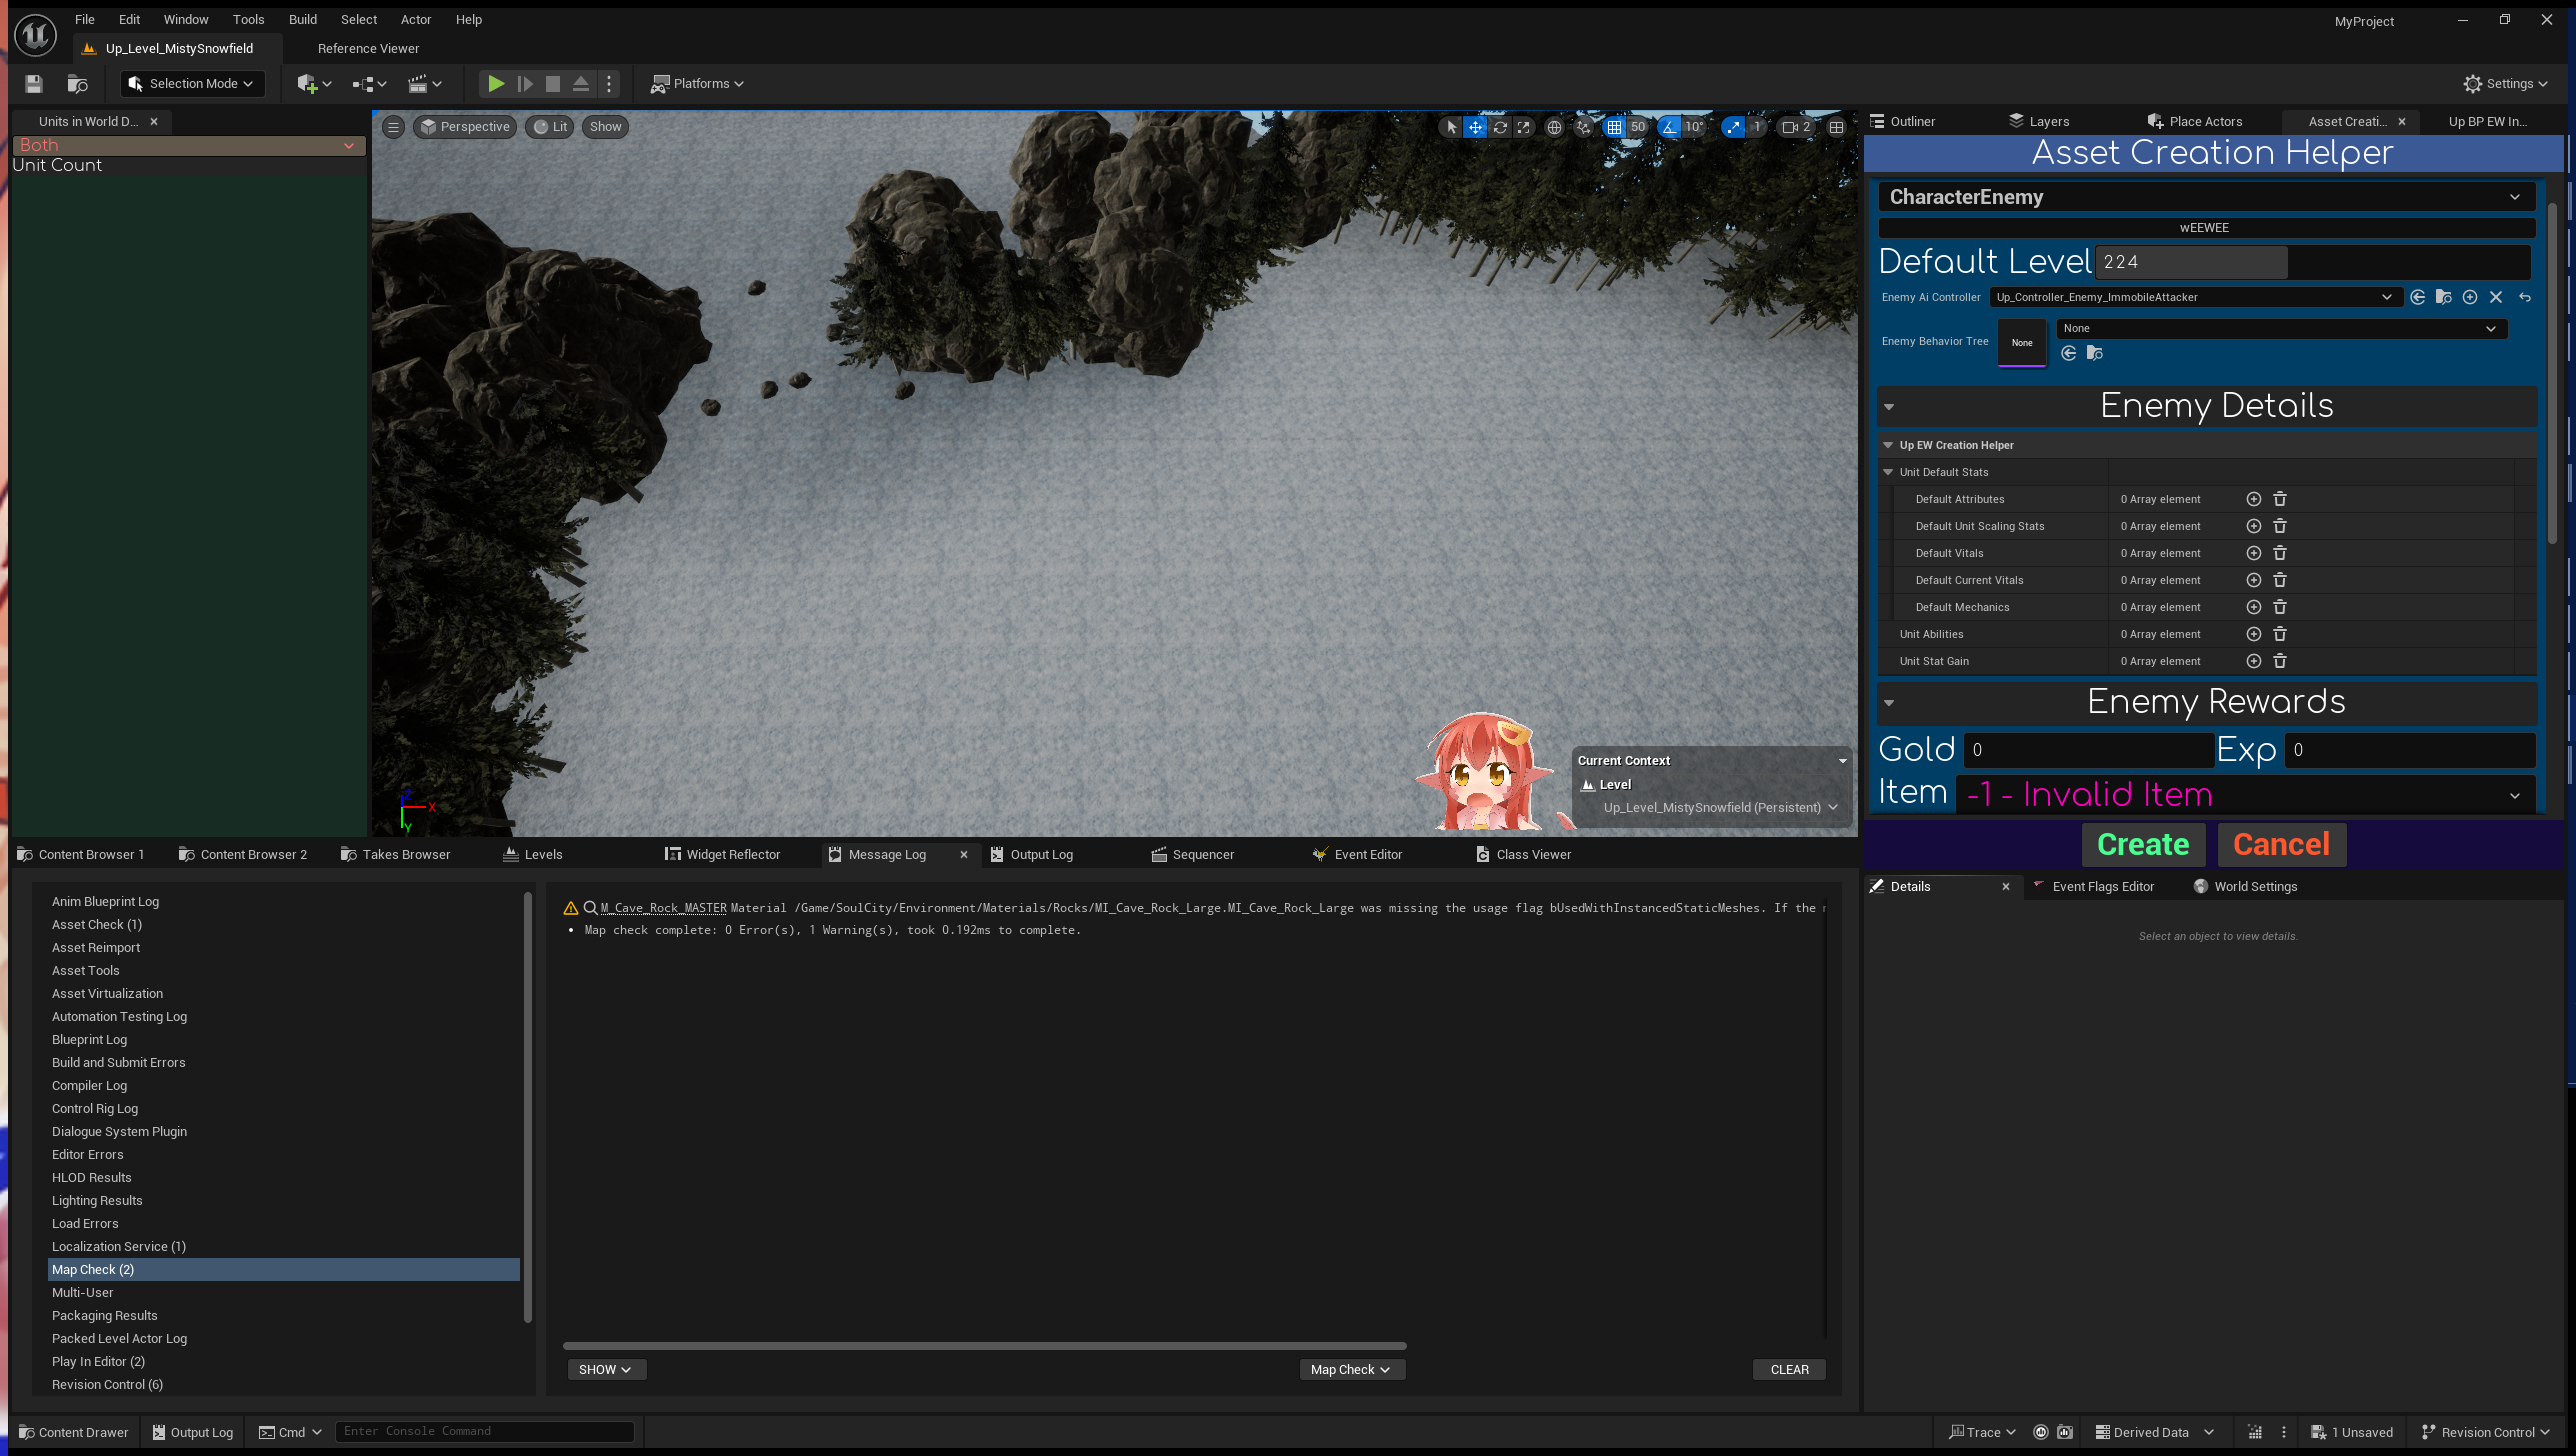 File Edit Window Tools Build Select Actor Help
MyProject
Up_Level_MistySnowfield
Reference Viewer
Selection Mode
Platforms
Settings
Units in World D...
Both
Unit Count
Perspective
Lit
Show
50
10°
1
2
Outliner
Layers
Place Actors
Asset Creati...
Up BP EW In...
Asset Creation Helper
CharacterEnemy
wEEWEE
Default Level 224
Enemy Ai Controller Up_Controller_Enemy_ImmobileAttacker
Enemy Behavior Tree None None
Enemy Details
Up EW Creation Helper
Unit Default Stats
Default Attributes 0 Array element
Default Unit Scaling Stats 0 Array element
Default Vitals 0 Array element
Default Current Vitals 0 Array element
Default Mechanics 0 Array element
Unit Abilities 0 Array element
Unit Stat Gain 0 Array element
Enemy Rewards
Gold 0 Exp 0
Item -1 - Invalid Item
Create Cancel
Current Context
Level
Up_Level_MistySnowfield (Persistent)
Z
X
Y
Content Browser 1
Content Browser 2
Takes Browser
Levels
Widget Reflector
Message Log
Output Log
Sequencer
Event Editor
Class Viewer
Details
Event Flags Editor
World Settings
Select an object to view details.
Anim Blueprint Log
Asset Check (1)
Asset Reimport
Asset Tools
Asset Virtualization
Automation Testing Log
Blueprint Log
Build and Submit Errors
Compiler Log
Control Rig Log
Dialogue System Plugin
Editor Errors
HLOD Results
Lighting Results
Load Errors
Localization Service (1)
Map Check (2)
Multi-User
Packaging Results
Packed Level Actor Log
Play In Editor (2)
Revision Control (6)
M_Cave_Rock_MASTER Material /Game/SoulCity/Environment/Materials/Rocks/MI_Cave_Rock_Large.MI_Cave_Rock_Large was missing the usage flag bUsedWithInstancedStaticMeshes. If the
Map check complete: 0 Error(s), 1 Warning(s), took 0.192ms to complete.
SHOW
Map Check
CLEAR
Content Drawer
Output Log
Cmd
Enter Console Command
Trace
Derived Data
1 Unsaved
Revision Control